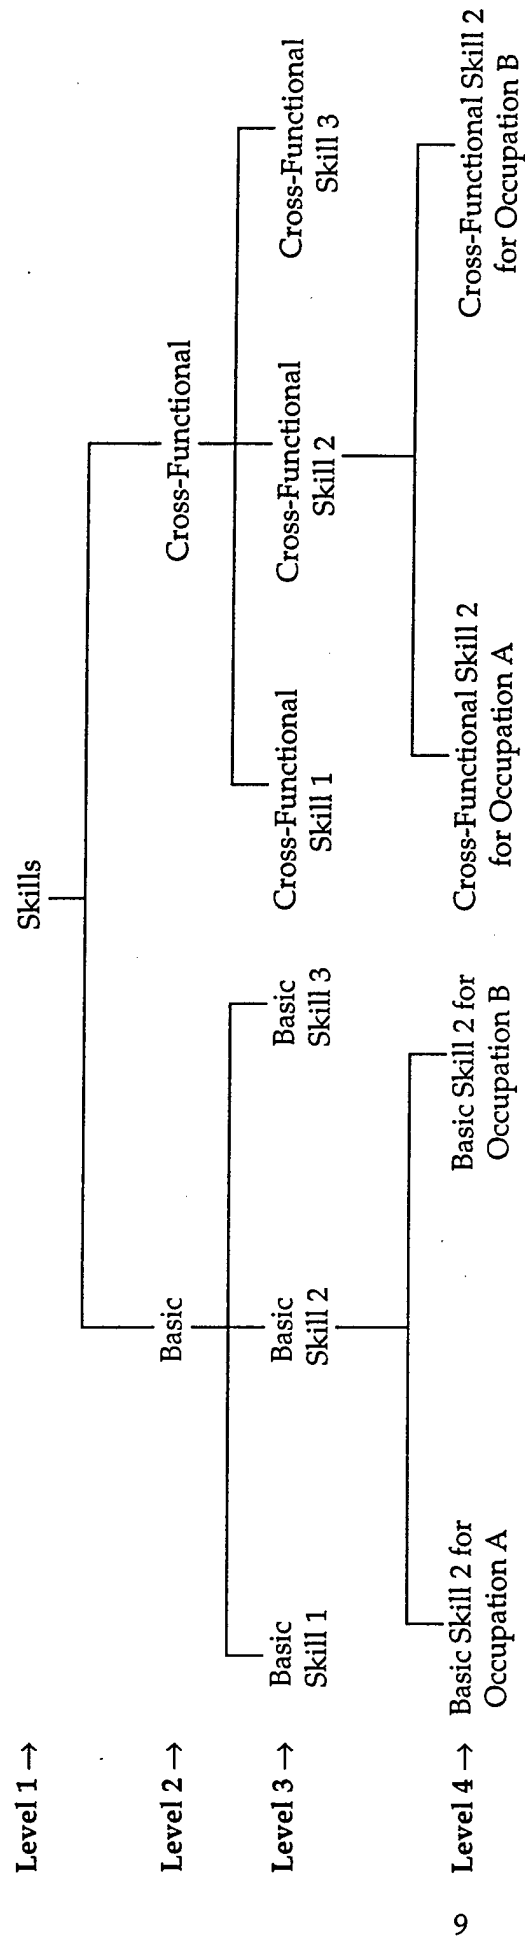 Level 1 →
Skills
Level 2 →
Basic
Cross-Functional
Level 3 →
Basic
Skill 1
Basic
Skill 2
Basic
Skill 3
Cross-Functional
Skill 1
Cross-Functional
Skill 2
Cross-Functional
Skill 3
Level 4 →
Basic Skill 2 for
Occupation A
Basic Skill 2 for
Occupation B
Cross-Functional Skill 2
for Occupation A
Cross-Functional Skill 2
for Occupation B
9